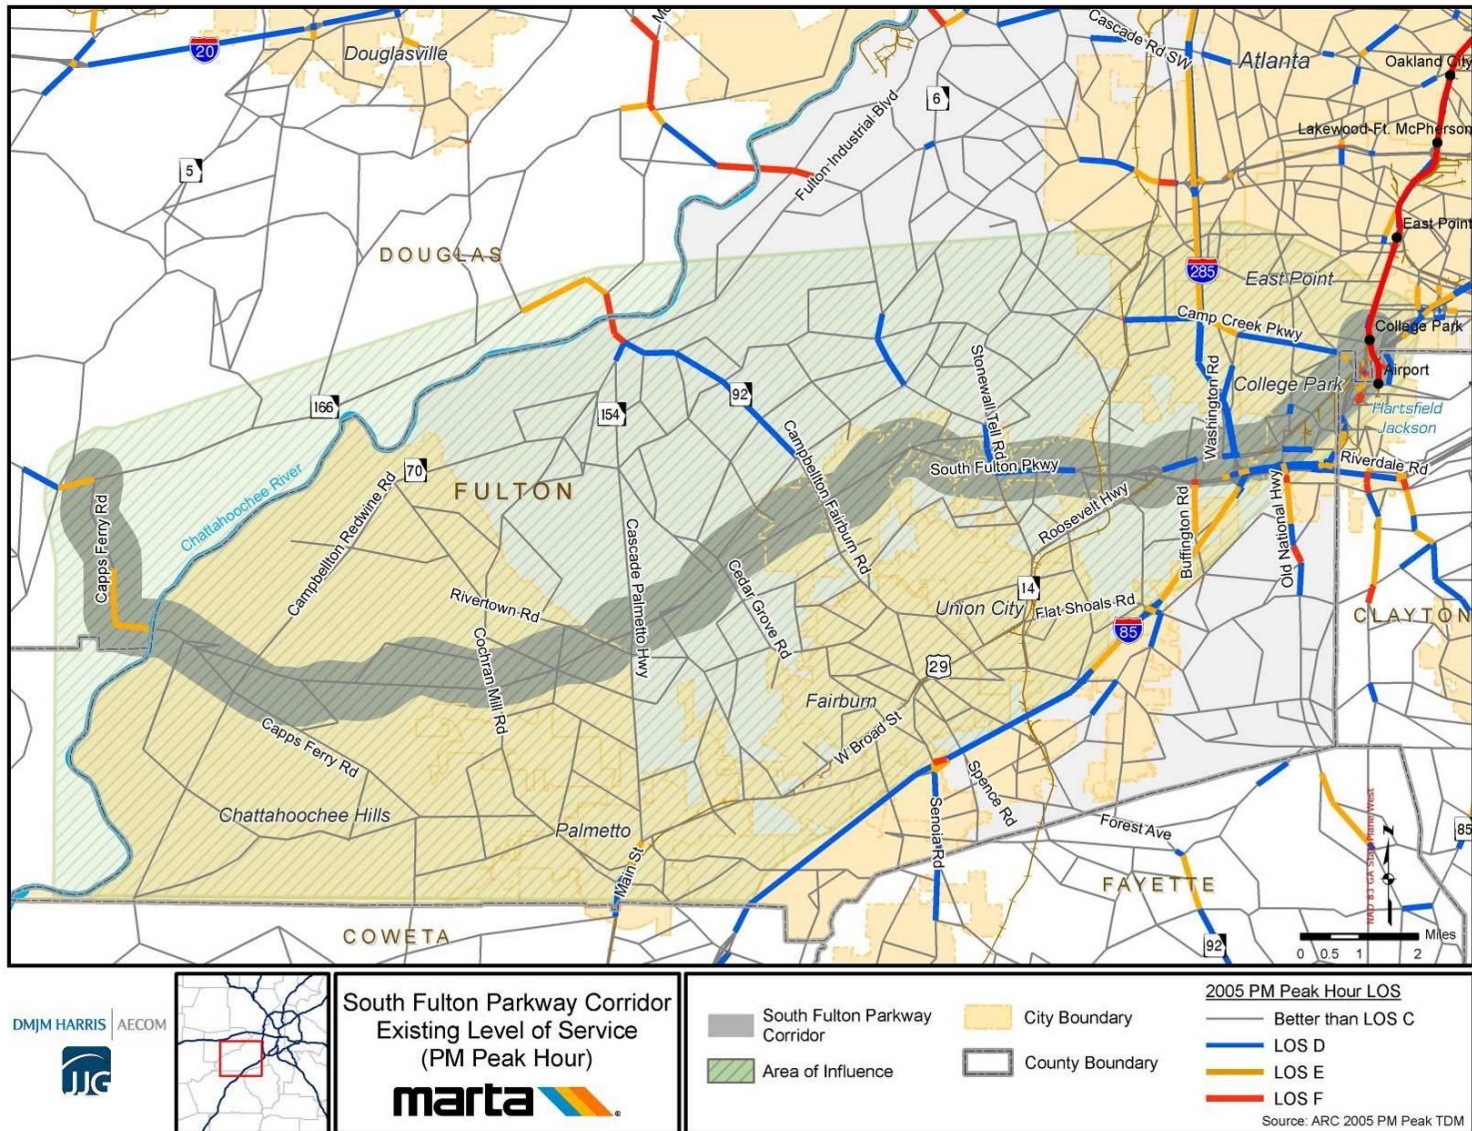 Cascade Rd SW
20
Douglasville
Atlanta
Oakland City
6
Fulton Industrial Blvd
Lakewood-Ft. McPherson
5
East Point
DOUGLAS
285
East Point
Camp Creek Pkwy
College Park
Stonewall Tell Rd
Washington Rd
College Park
Airport
92
166
154
Hartsfield
Jackson
Campbellton Fairburn Rd
70
South Fulton Pkwy
Riverdale Rd
Campbellton Redwine Rd
FULTON
Chattahoochee River
Roosevelt Hwy
Buffington Rd
Old National Hwy
Capps Ferry Rd
Cascade Palmetto Hwy
Cedar Grove Rd
Rivertown Rd
14
Union City
Flat Shoals Rd
CLAYTON
85
Cochran Mill Rd
29
Fairburn
W Broad St
Capps Ferry Rd
Spence Rd
Senoia Rd
Chattahoochee Hills
Palmetto
Forest Ave
85
Main St
FAYETTE
NAD 83 GA State Plane West
N
COWETA
92
Miles
0 0.5 1 2
DMJM HARRIS | AECOM
JJG
South Fulton Parkway Corridor
Existing Level of Service
(PM Peak Hour)
marta
South Fulton Parkway
Corridor
Area of Influence
City Boundary
County Boundary
2005 PM Peak Hour LOS
Better than LOS C
LOS D
LOS E
LOS F
Source: ARC 2005 PM Peak TDM